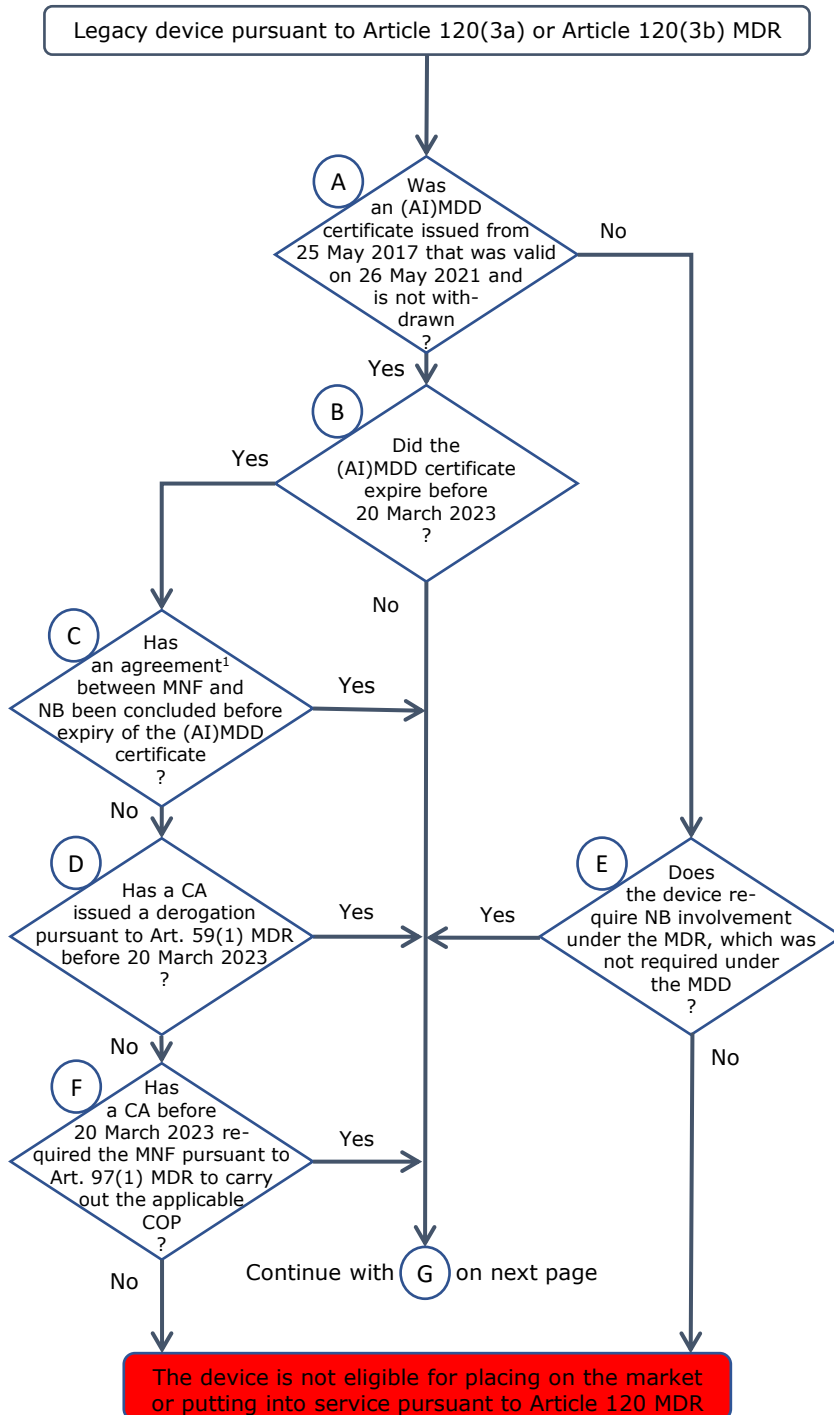 Legacy device pursuant to Article 120(3a) or Article 120(3b) MDR
A
Was
an (AI)MDD
certificate issued from
25 May 2017 that was valid
on 26 May 2021 and
is not with-
drawn
?
No
Yes
B
Did the
(AI)MDD certificate
expire before
20 March 2023
?
Yes
No
C
Has
an agreement¹
between MNF and
NB been concluded before
expiry of the (AI)MDD
certificate
?
Yes
No
D
Has a CA
issued a derogation
pursuant to Art. 59(1) MDR
before 20 March 2023
?
Yes
No
E
Does
the device re-
quire NB involvement
under the MDR, which was
not required under
the MDD
?
Yes
No
F
Has
a CA before
20 March 2023 re-
quired the MNF pursuant to
Art. 97(1) MDR to carry
out the applicable
COP
?
Yes
No
Continue with G on next page
The device is not eligible for placing on the market
or putting into service pursuant to Article 120 MDR